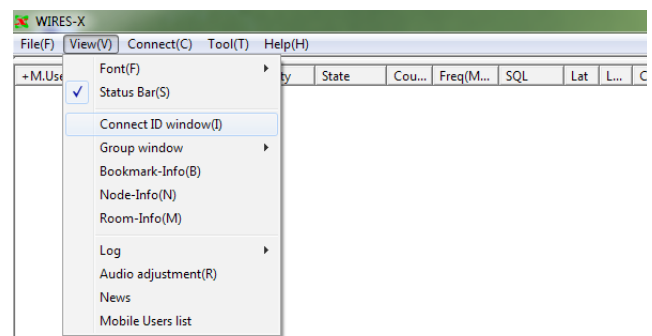 WIRES-X
File(F) View(V) Connect(C) Tool(T) Help(H)
+M.Use ty State Cou... Freq(M... SQL Lat L... C
Font(F)
Status Bar(S)
Connect ID window(I)
Group window
Bookmark-Info(B)
Node-Info(N)
Room-Info(M)
Log
Audio adjustment(R)
News
Mobile Users list